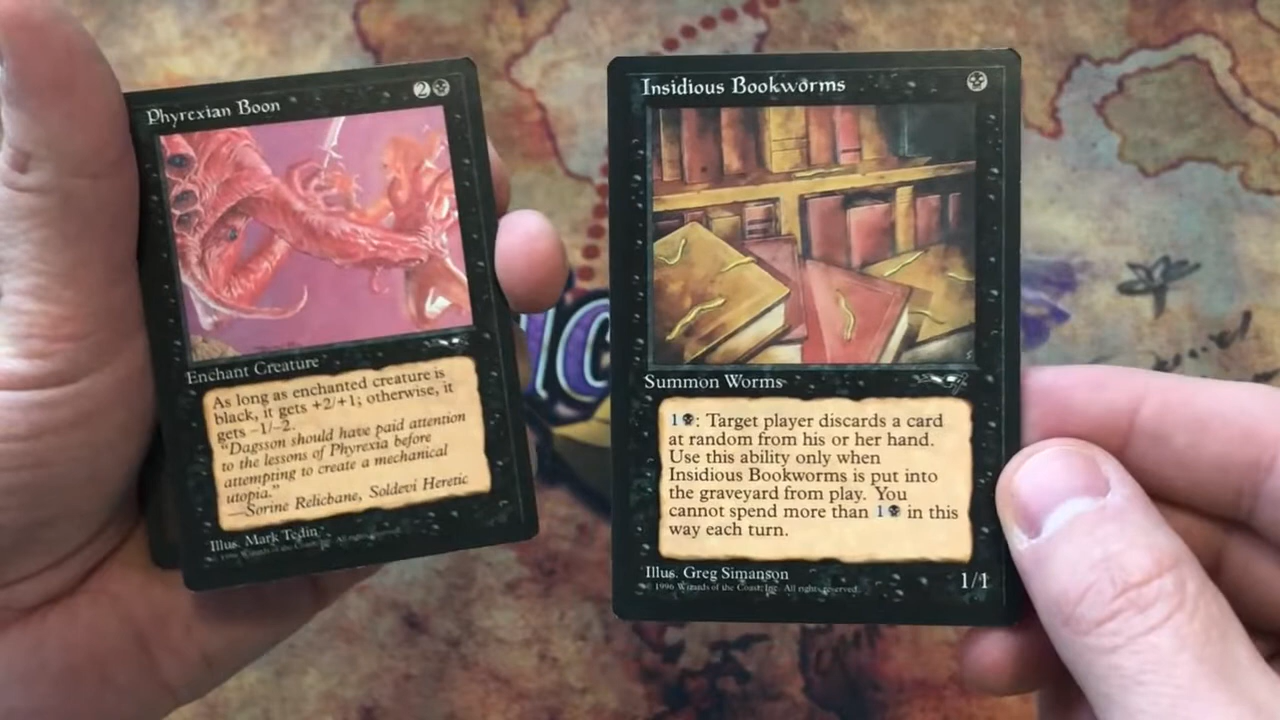 Phyrexian Boon
2
Enchant Creature
As long as enchanted creature is
black, it gets +2/+1; otherwise, it
gets -1/-2.
"Dagsson should have paid attention
to the lessons of Phyrexia before
attempting to create a mechanical
utopia."
—Sorine Relicbane, Soldevi Heretic
Illus. Mark Tedin
Insidious Bookworms
Summon Worms
1 : Target player discards a card
at random from his or her hand.
Use this ability only when
Insidious Bookworms is put into
the graveyard from play. You
cannot spend more than 1 in this
way each turn.
Illus. Greg Simanson
1996 Wizards of the Coast, Inc. All rights reserved.
1/1